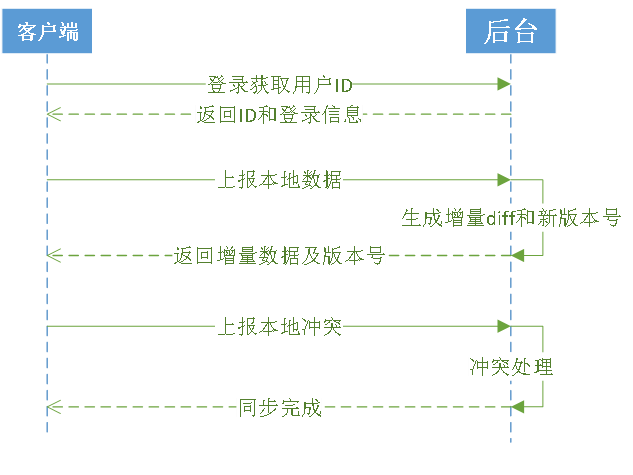 客户端
后台
登录获取用户ID
返回ID和登录信息
上报本地数据
生成增量diff和新版本号
返回增量数据及版本号
上报本地冲突
冲突处理
同步完成